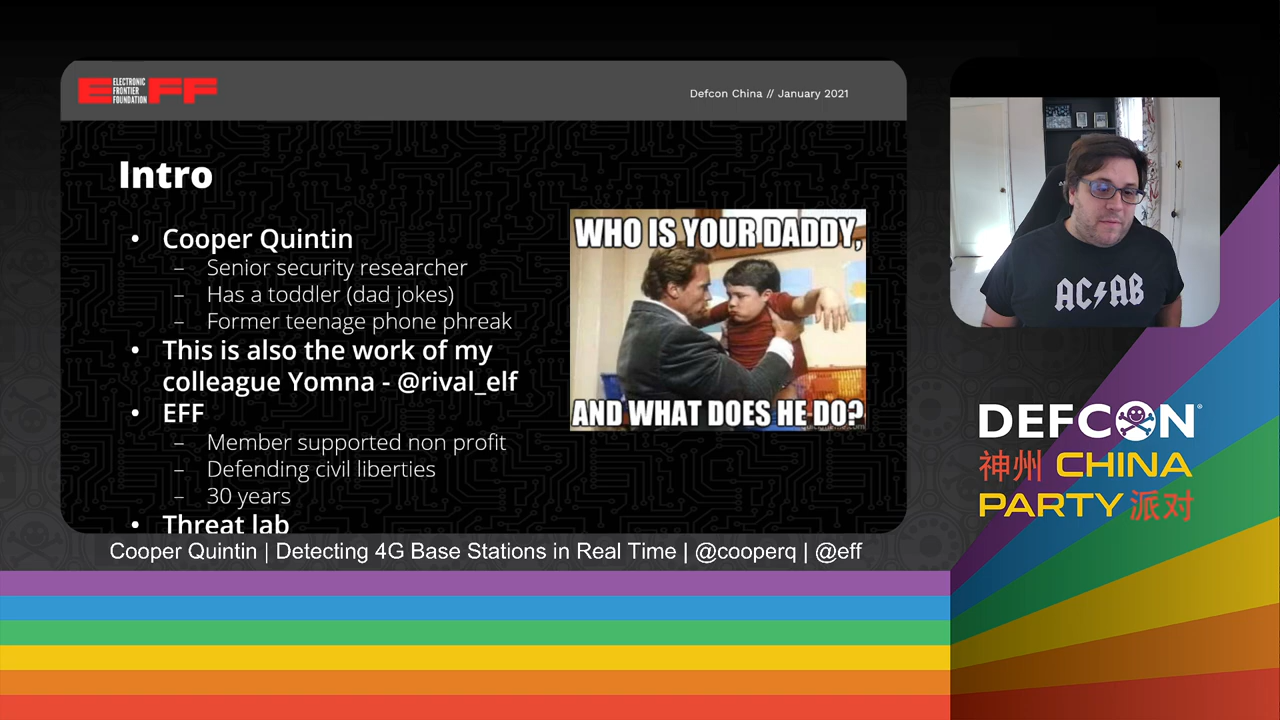 EFF
ELECTRONIC
FRONTIER
FOUNDATION
Defcon China // January 2021
Intro
• Cooper Quintin
– Senior security researcher
– Has a toddler (dad jokes)
– Former teenage phone phreak
• This is also the work of my
colleague Yomna - @rival_elf
• EFF
– Member supported non profit
– Defending civil liberties
– 30 years
• Threat lab
WHO IS YOUR DADDY,
AND WHAT DOES HE DO?
Cooper Quintin | Detecting 4G Base Stations in Real Time | @cooperq | @eff
AC⚡AB
DEFCON®
神州 CHINA
PARTY 派对